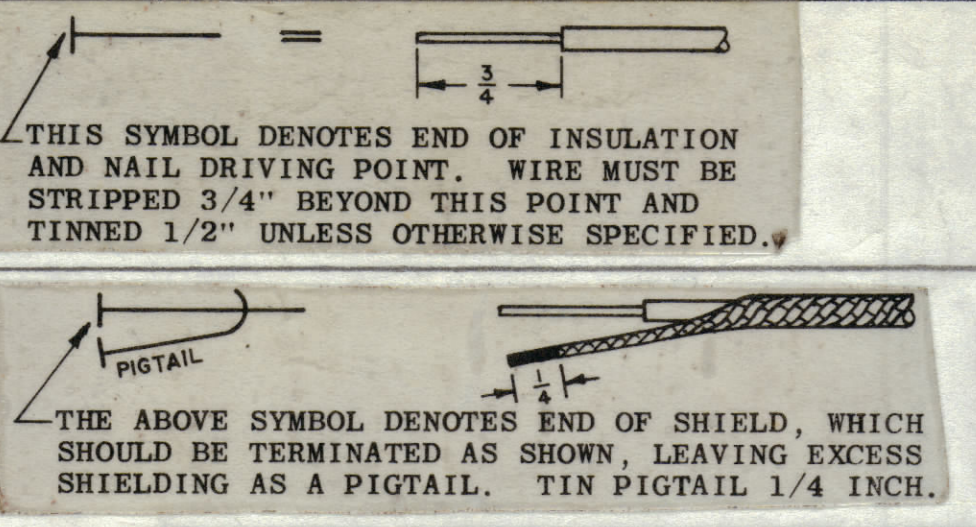 3
4
THIS SYMBOL DENOTES END OF INSULATION
AND NAIL DRIVING POINT. WIRE MUST BE
STRIPPED 3/4" BEYOND THIS POINT AND
TINNED 1/2" UNLESS OTHERWISE SPECIFIED.
PIGTAIL
1
4
THE ABOVE SYMBOL DENOTES END OF SHIELD, WHICH
SHOULD BE TERMINATED AS SHOWN, LEAVING EXCESS
SHIELDING AS A PIGTAIL. TIN PIGTAIL 1/4 INCH.